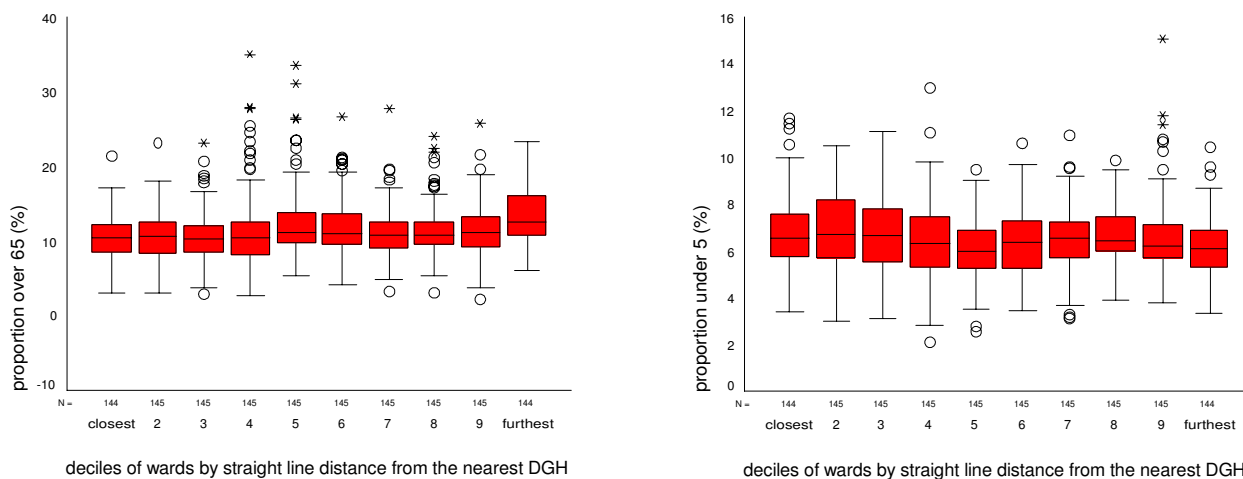 proportion over 65 (%)
40
30
20
10
0
-10
N = 144 145 145 145 145 145 145 145 145 144
closest 2 3 4 5 6 7 8 9 furthest
deciles of wards by straight line distance from the nearest DGH
proportion under 5 (%)
16
14
12
10
8
6
4
2
0
N = 144 145 145 145 145 145 145 145 145 144
closest 2 3 4 5 6 7 8 9 furthest
deciles of wards by straight line distance from the nearest DGH